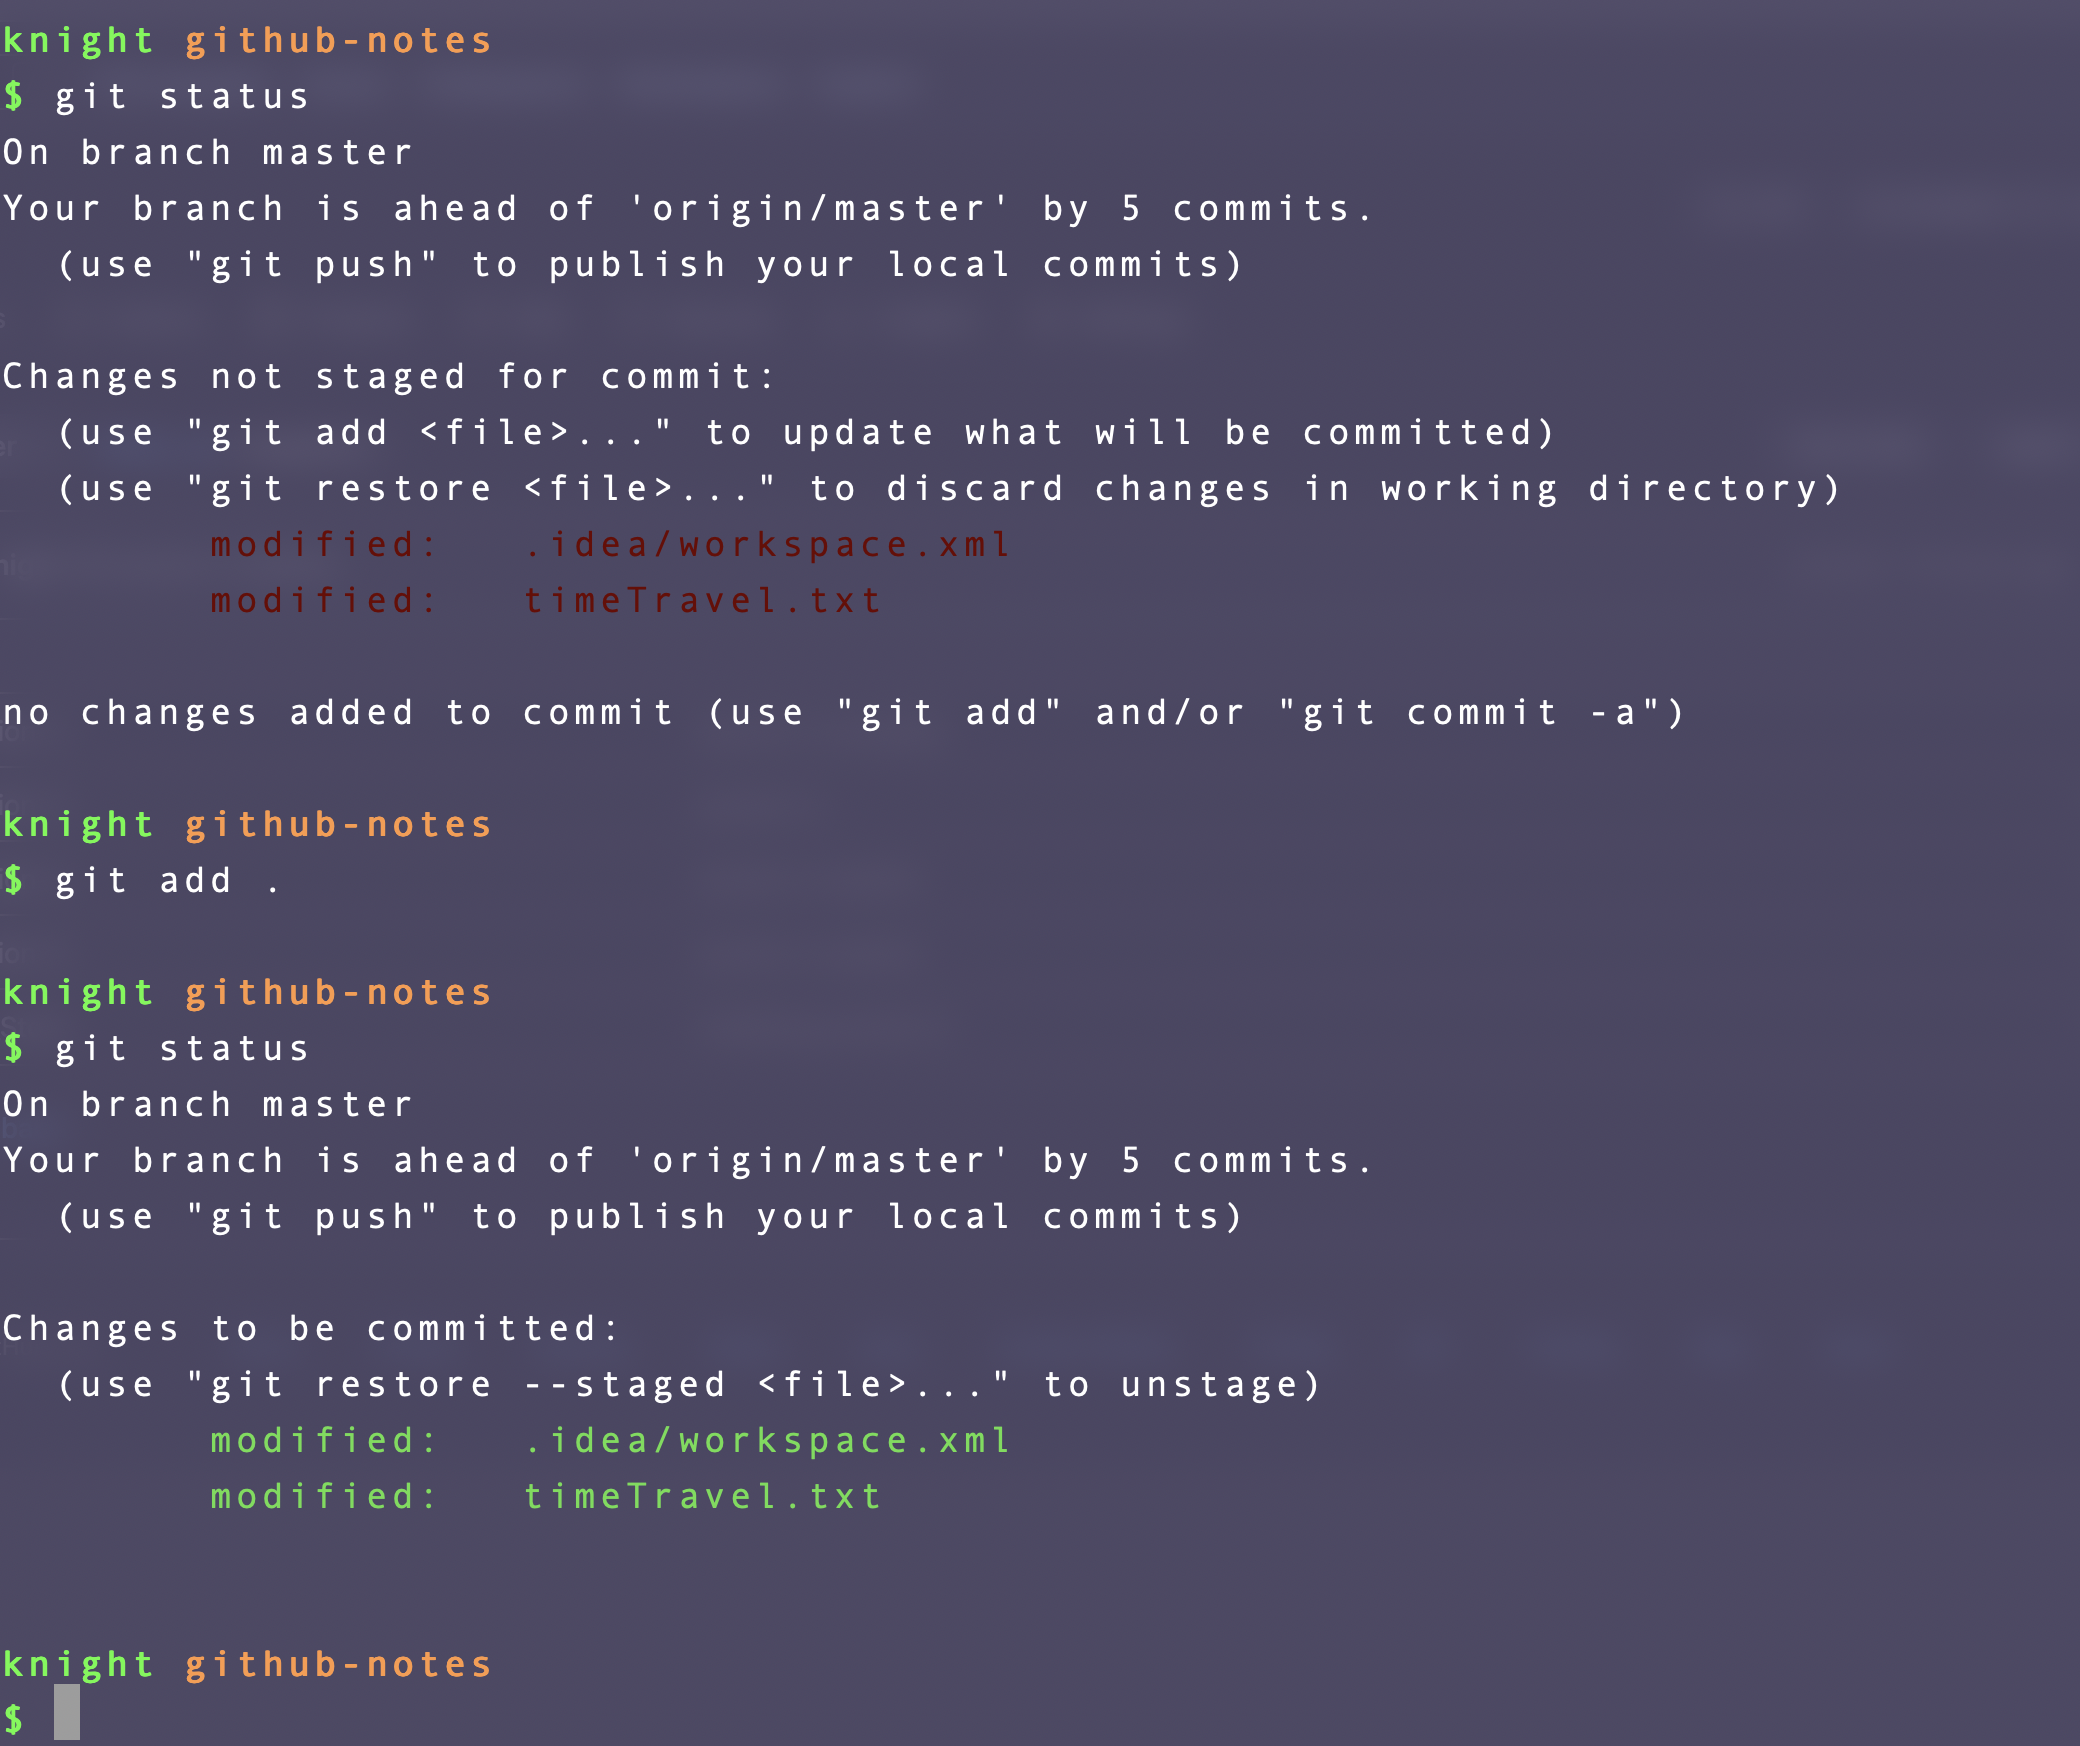 knight github-notes
$ git status
On branch master
Your branch is ahead of 'origin/master' by 5 commits.
  (use "git push" to publish your local commits)

Changes not staged for commit:
  (use "git add <file>..." to update what will be committed)
  (use "git restore <file>..." to discard changes in working directory)
        modified:   .idea/workspace.xml
        modified:   timeTravel.txt

no changes added to commit (use "git add" and/or "git commit -a")

knight github-notes
$ git add .

knight github-notes
$ git status
On branch master
Your branch is ahead of 'origin/master' by 5 commits.
  (use "git push" to publish your local commits)

Changes to be committed:
  (use "git restore --staged <file>..." to unstage)
        modified:   .idea/workspace.xml
        modified:   timeTravel.txt

knight github-notes
$